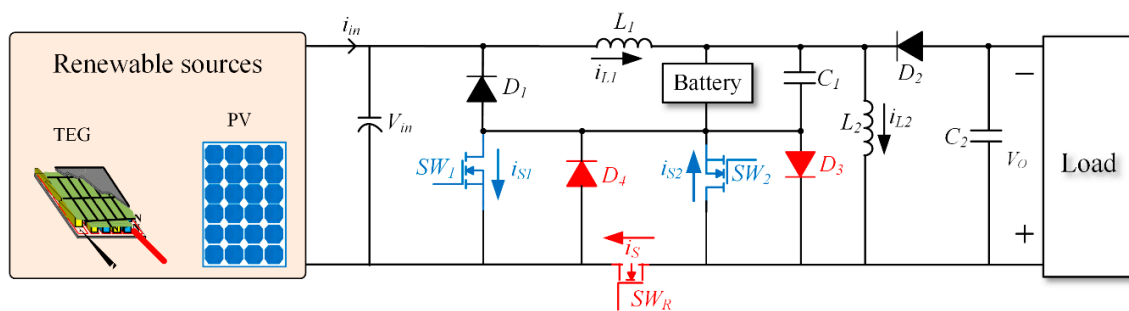 Renewable sources
TEG
PV
i_in
V_in
D_1
SW_1
i_S1
L_1
i_L1
D_4
i_S
SW_R
Battery
i_S2
SW_2
C_1
D_3
L_2
i_L2
D_2
C_2
−
V_O
+
Load